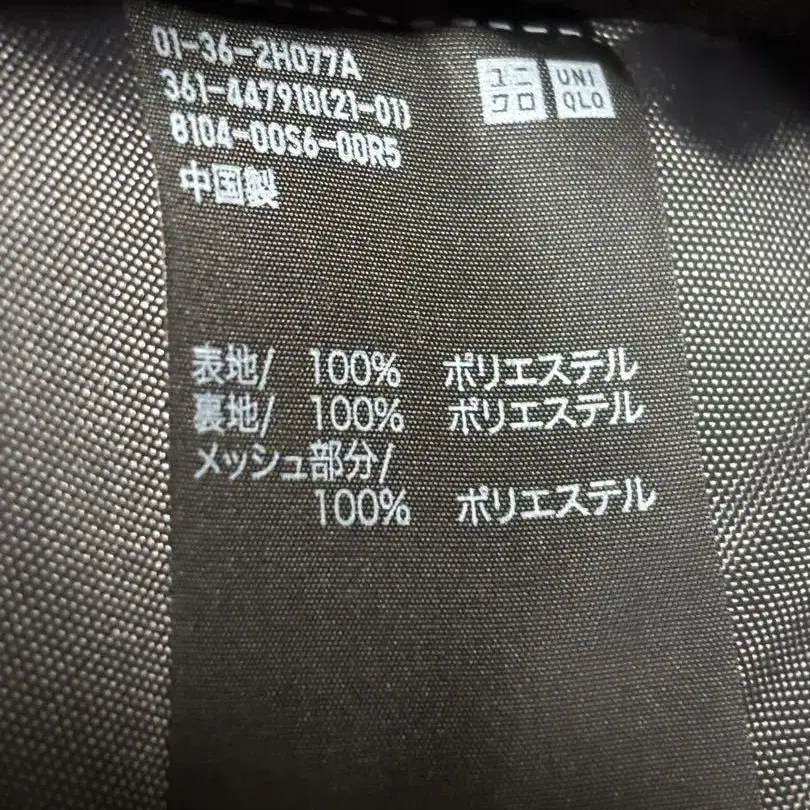 01-36-2H077A
361-447910(21-01)
8104-00S6-00R5
中国製
ユニ
クロ
UNI
QLO
表地/ 100% ポリエステル
裏地/ 100% ポリエステル
メッシュ部分/
100% ポリエステル